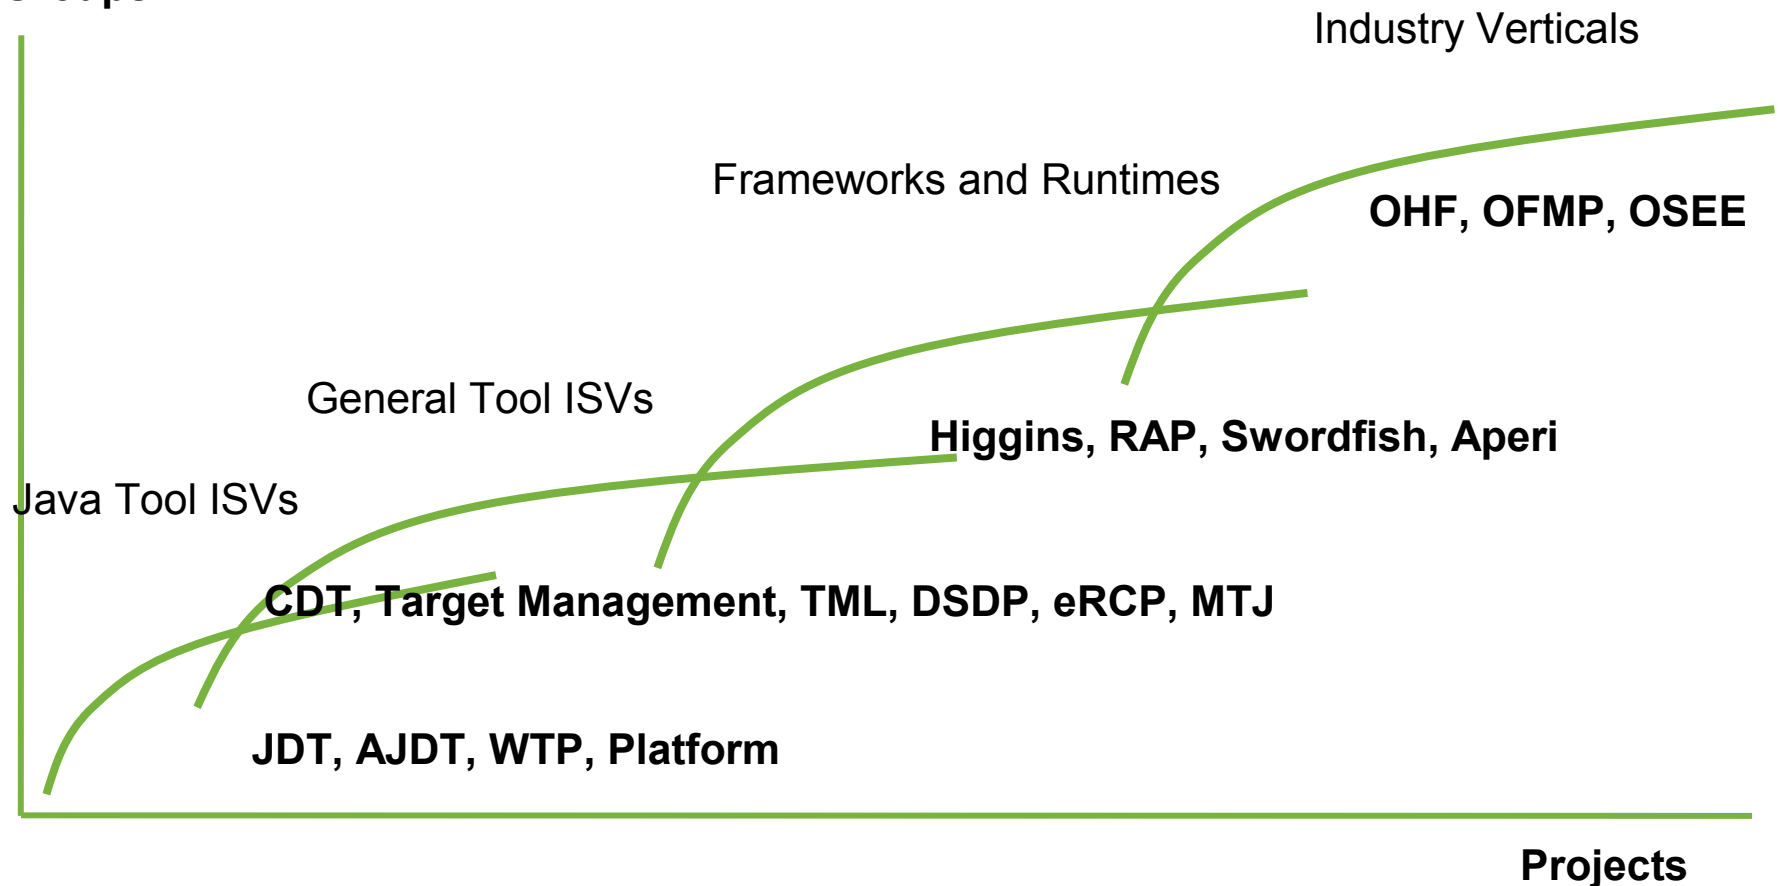 Industry Verticals
Frameworks and Runtimes
OHF, OFMP, OSEE
General Tool ISVs
Higgins, RAP, Swordfish, Aperi
Java Tool ISVs
CDT, Target Management, TML, DSDP, eRCP, MTJ
JDT, AJDT, WTP, Platform
Projects